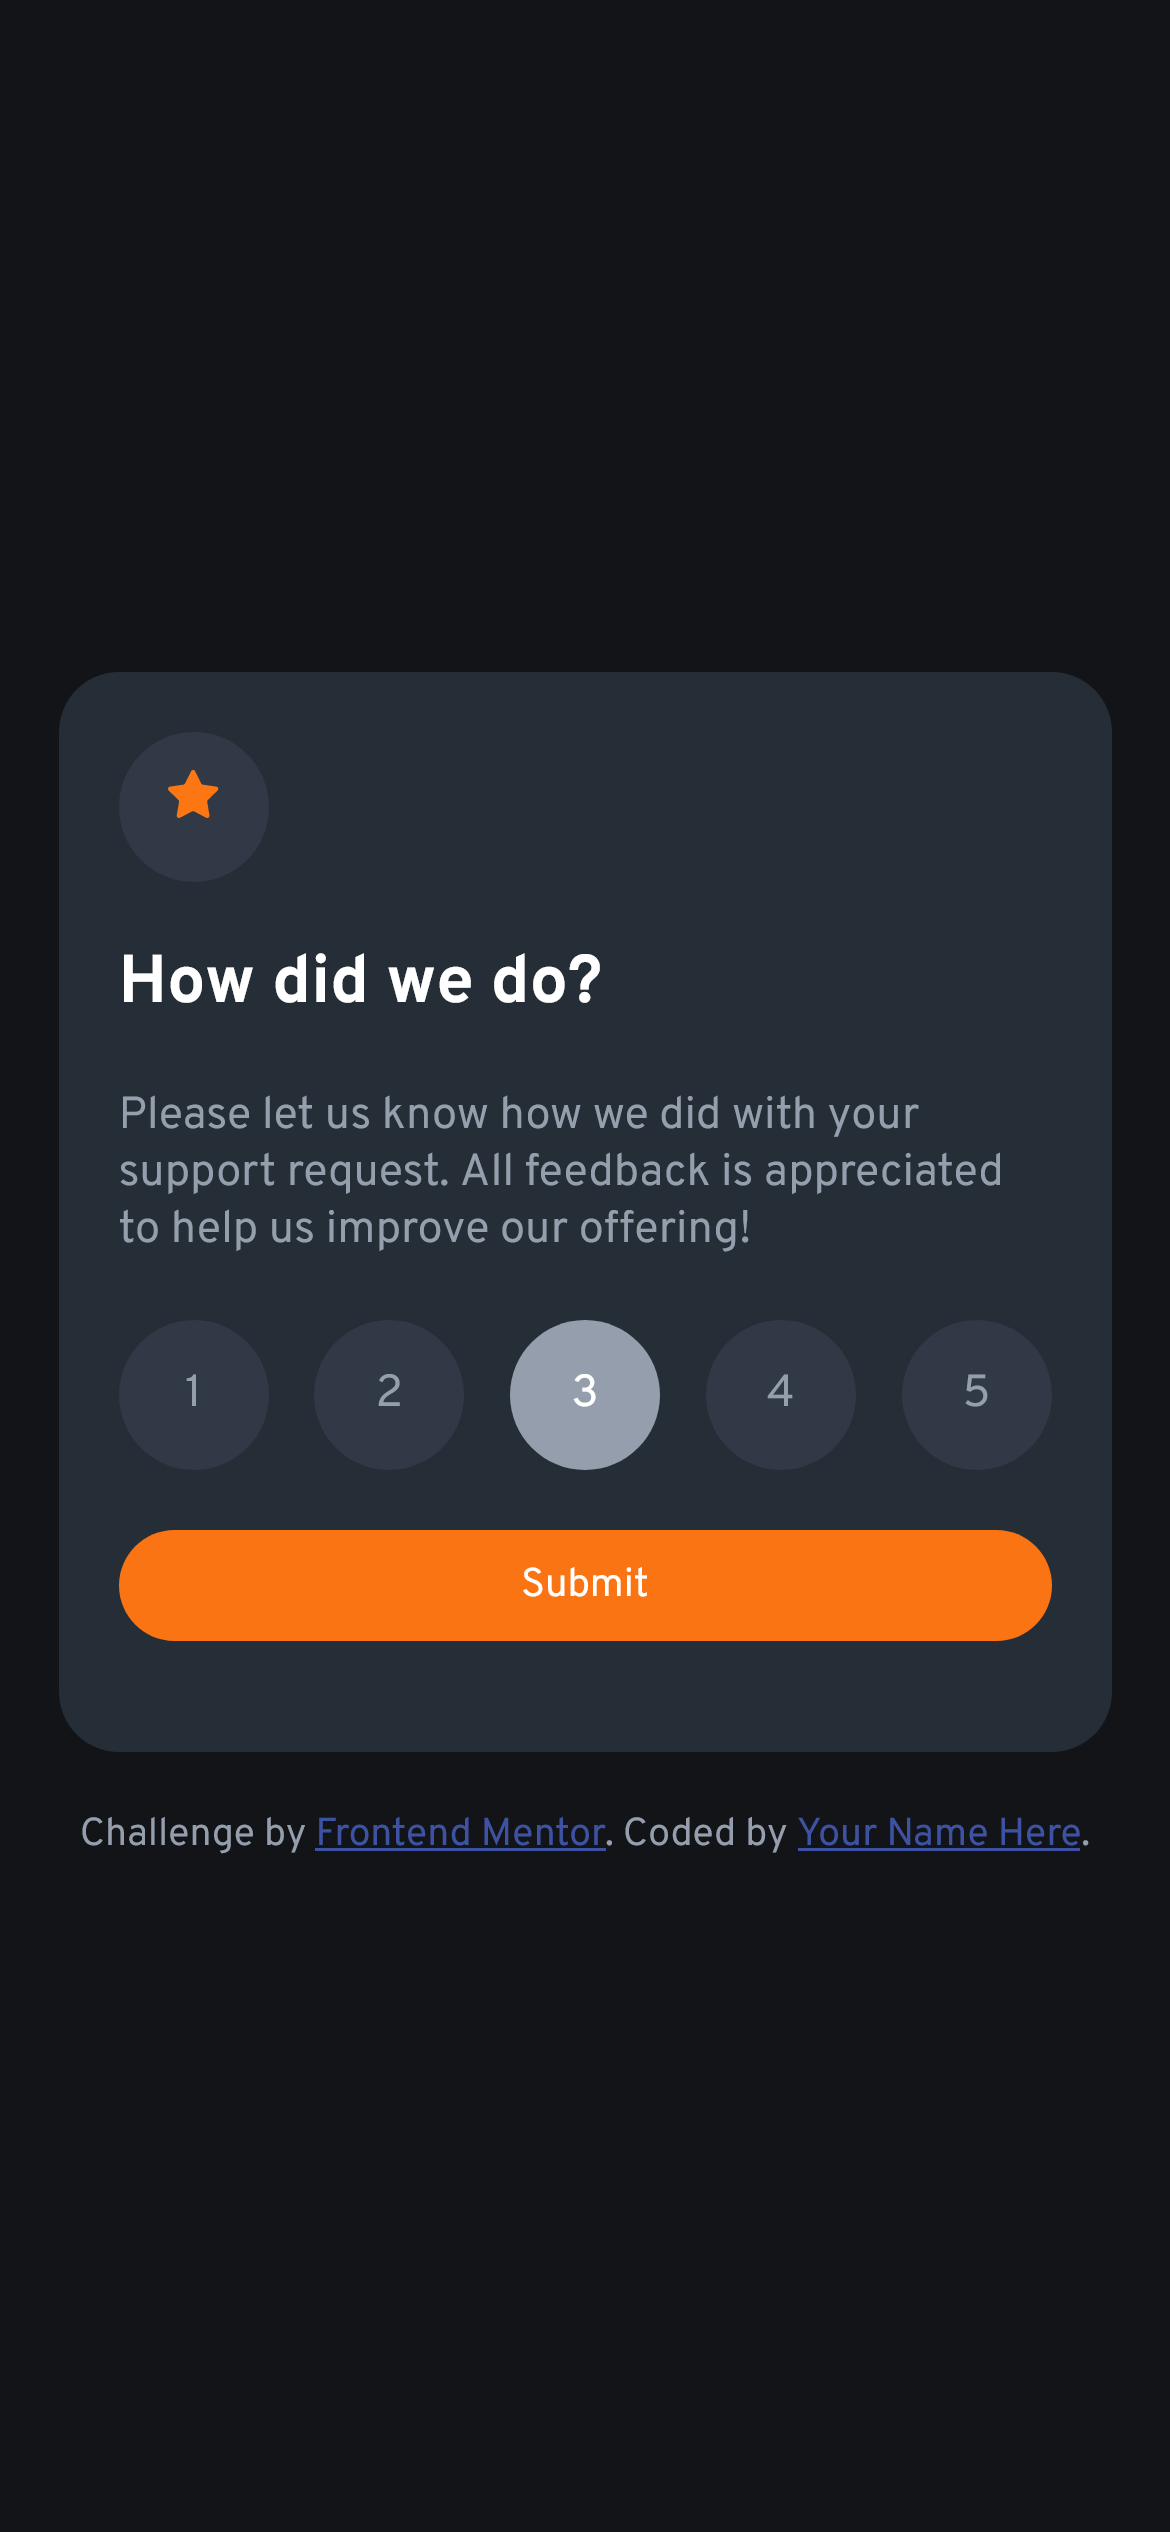 How did we do?
Please let us know how we did with your
support request. All feedback is appreciated
to help us improve our offering!
1 2 3 4 5
Submit
Challenge by Frontend Mentor. Coded by Your Name Here.